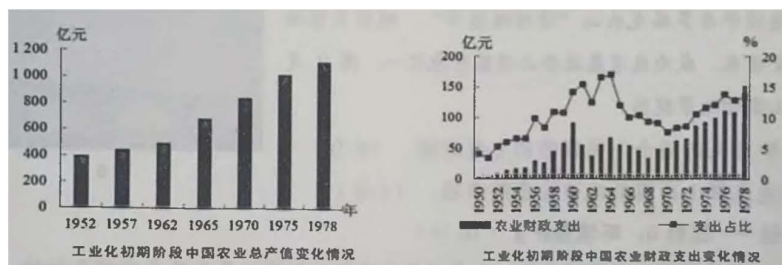 亿元
1 200
1 000
800
600
400
200
0
1952 1957 1962 1965 1970 1975 1978 年
工业化初期阶段中国农业总产值变化情况
亿元 %
200 20
150 15
100 10
50 5
0 0
1950 1952 1954 1956 1958 1960 1962 1964 1966 1968 1970 1972 1974 1976 1978
农业财政支出 支出占比
工业化初期阶段中国农业财政支出变化情况